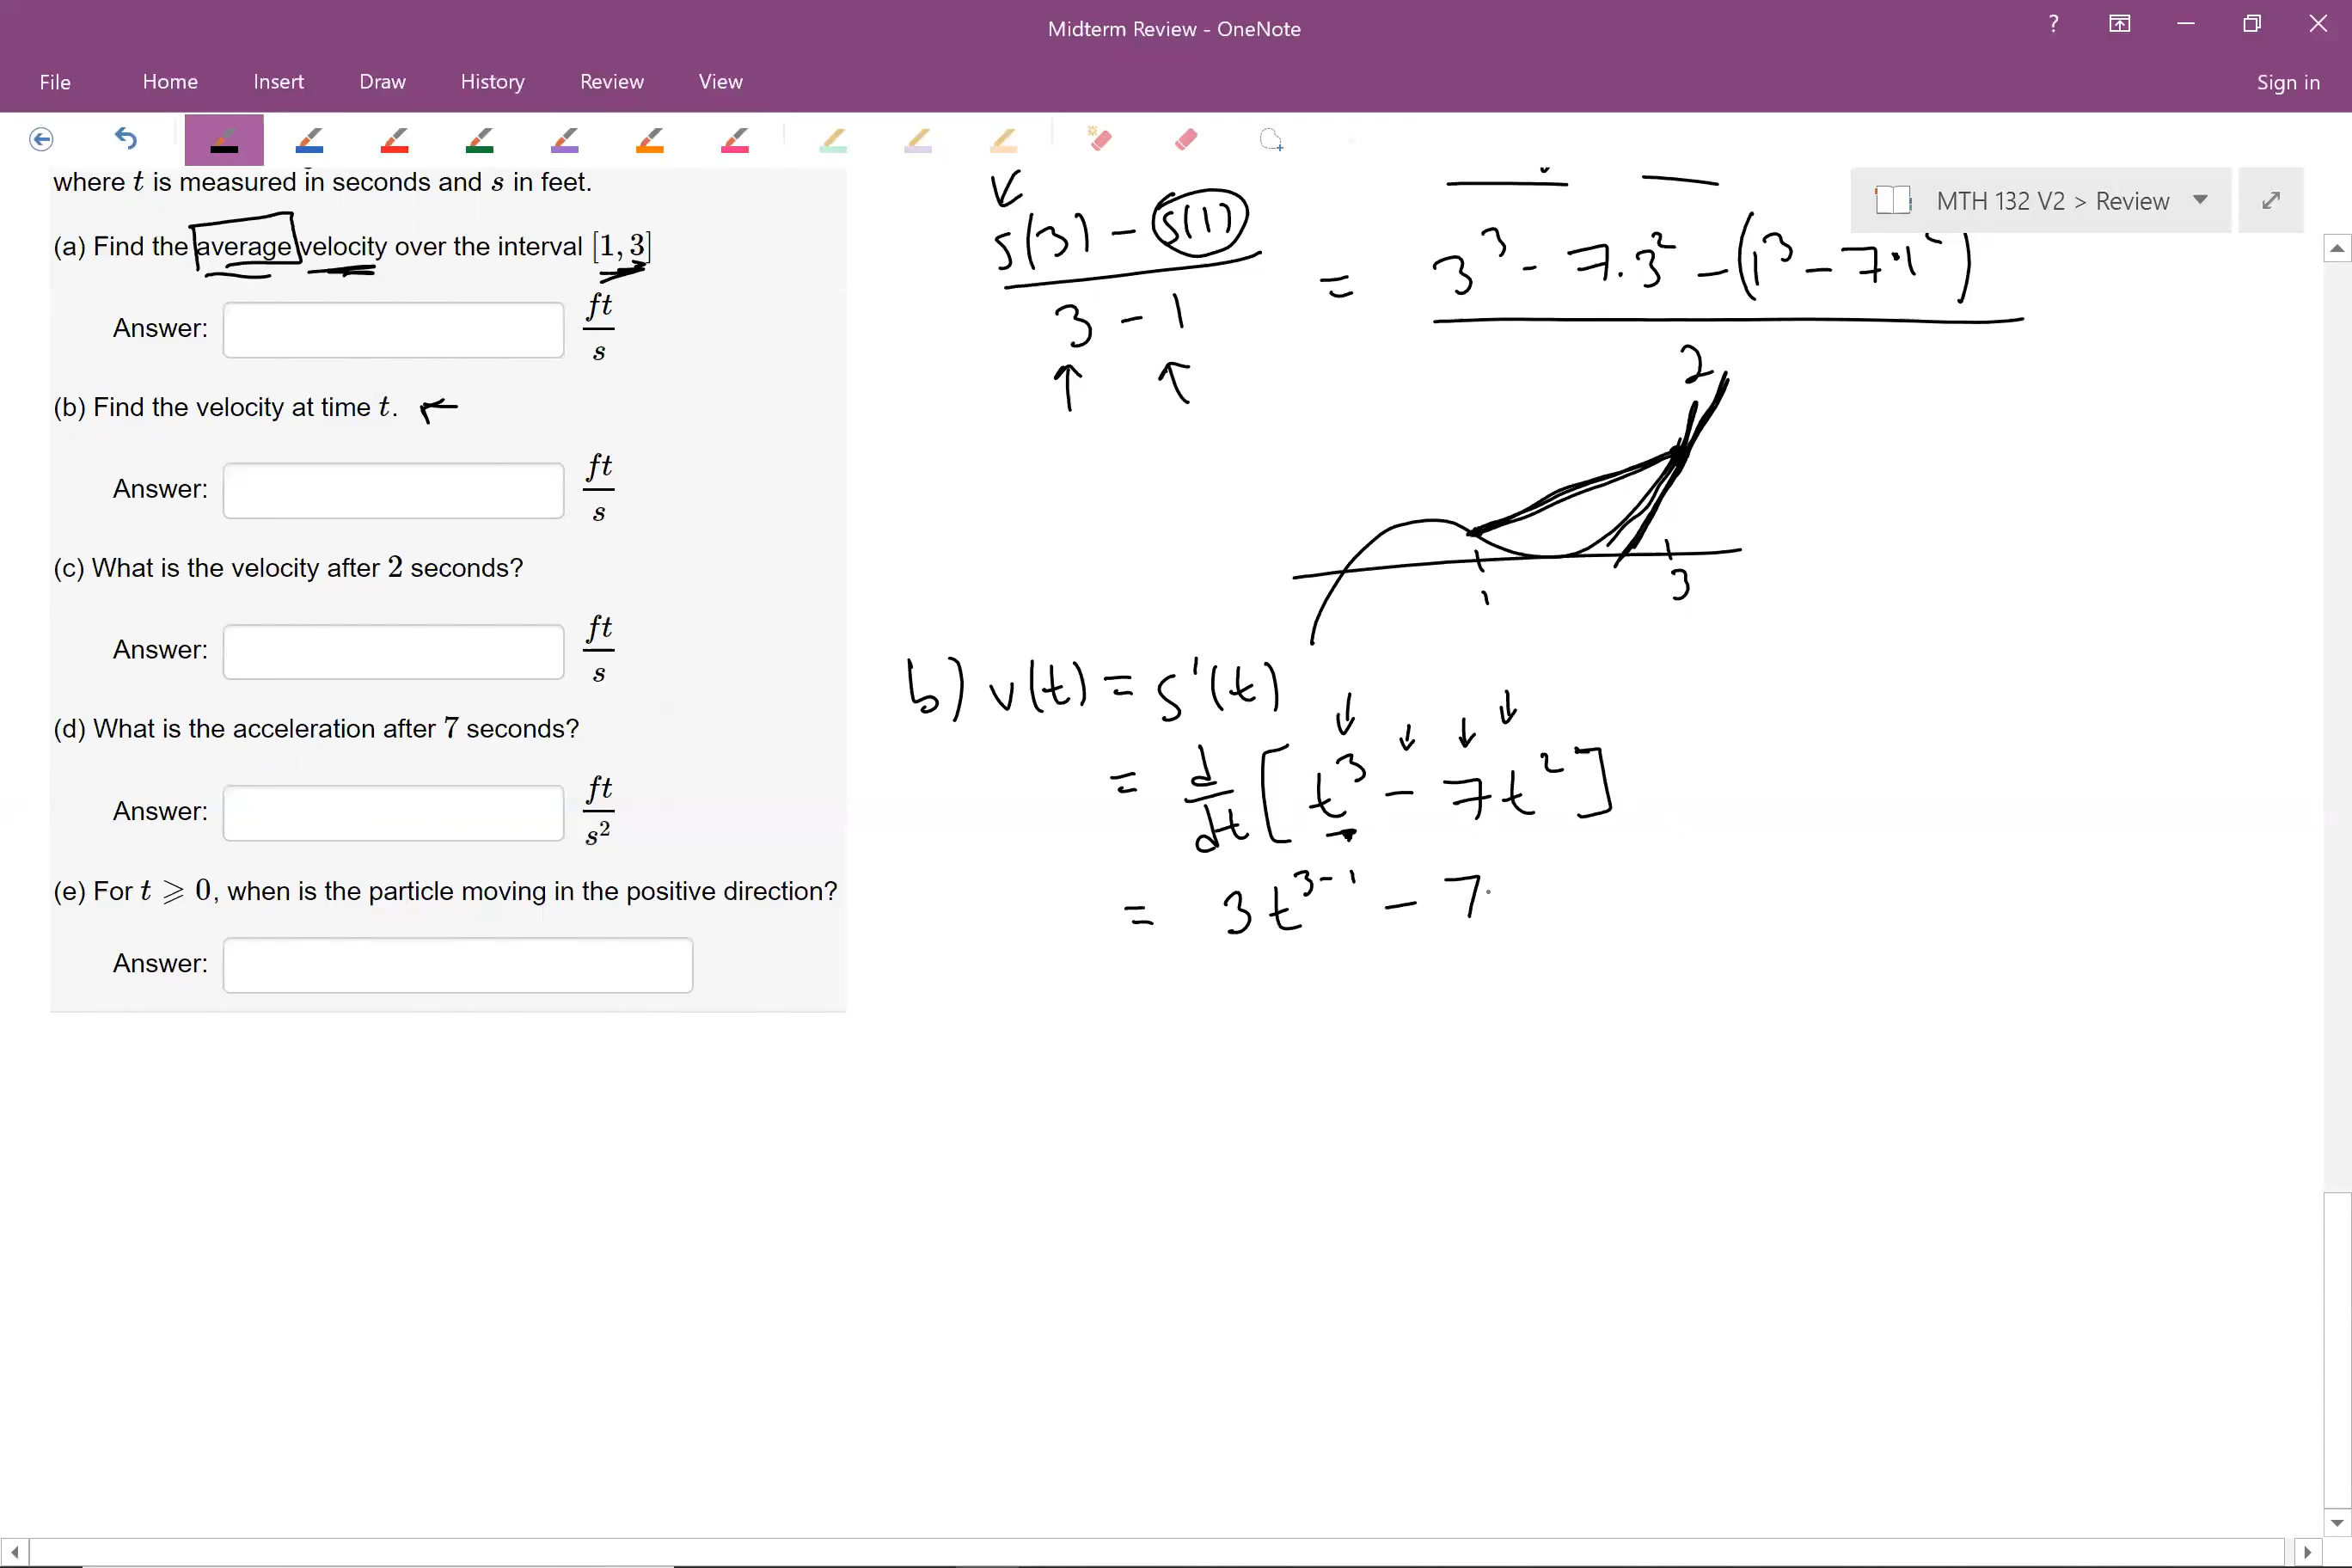 Midterm Review - OneNote
?
File Home Insert Draw History Review View Sign in
MTH 132 V2 > Review
where t is measured in seconds and s in feet.
(a) Find the average velocity over the interval [1, 3]
Answer: ft/s
(b) Find the velocity at time t.
Answer: ft/s
(c) What is the velocity after 2 seconds?
Answer: ft/s
(d) What is the acceleration after 7 seconds?
Answer: ft/s²
(e) For t ⩾ 0, when is the particle moving in the positive direction?
Answer:
s(3) - s(1)
3 - 1
= 3³ - 7·3² - (1³ - 7·1²)
2
1 3
b) v(t) = s'(t)
= d/dt [t³ - 7t²]
= 3t³⁻¹ - 7·